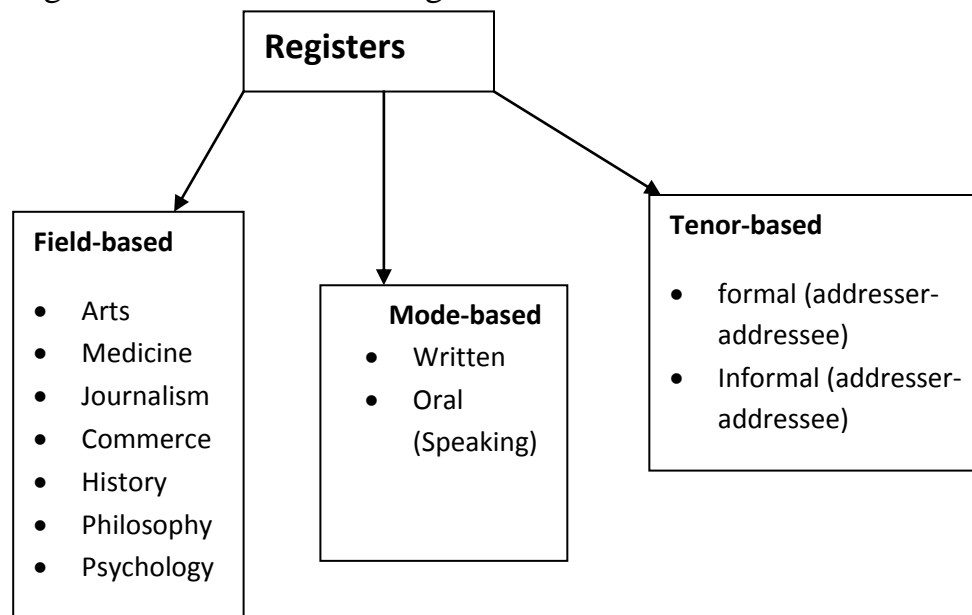 Registers
Field-based
• Arts
• Medicine
• Journalism
• Commerce
• History
• Philosophy
• Psychology
Mode-based
• Written
• Oral
(Speaking)
Tenor-based
• formal (addresser-
addressee)
• Informal (addresser-
addressee)